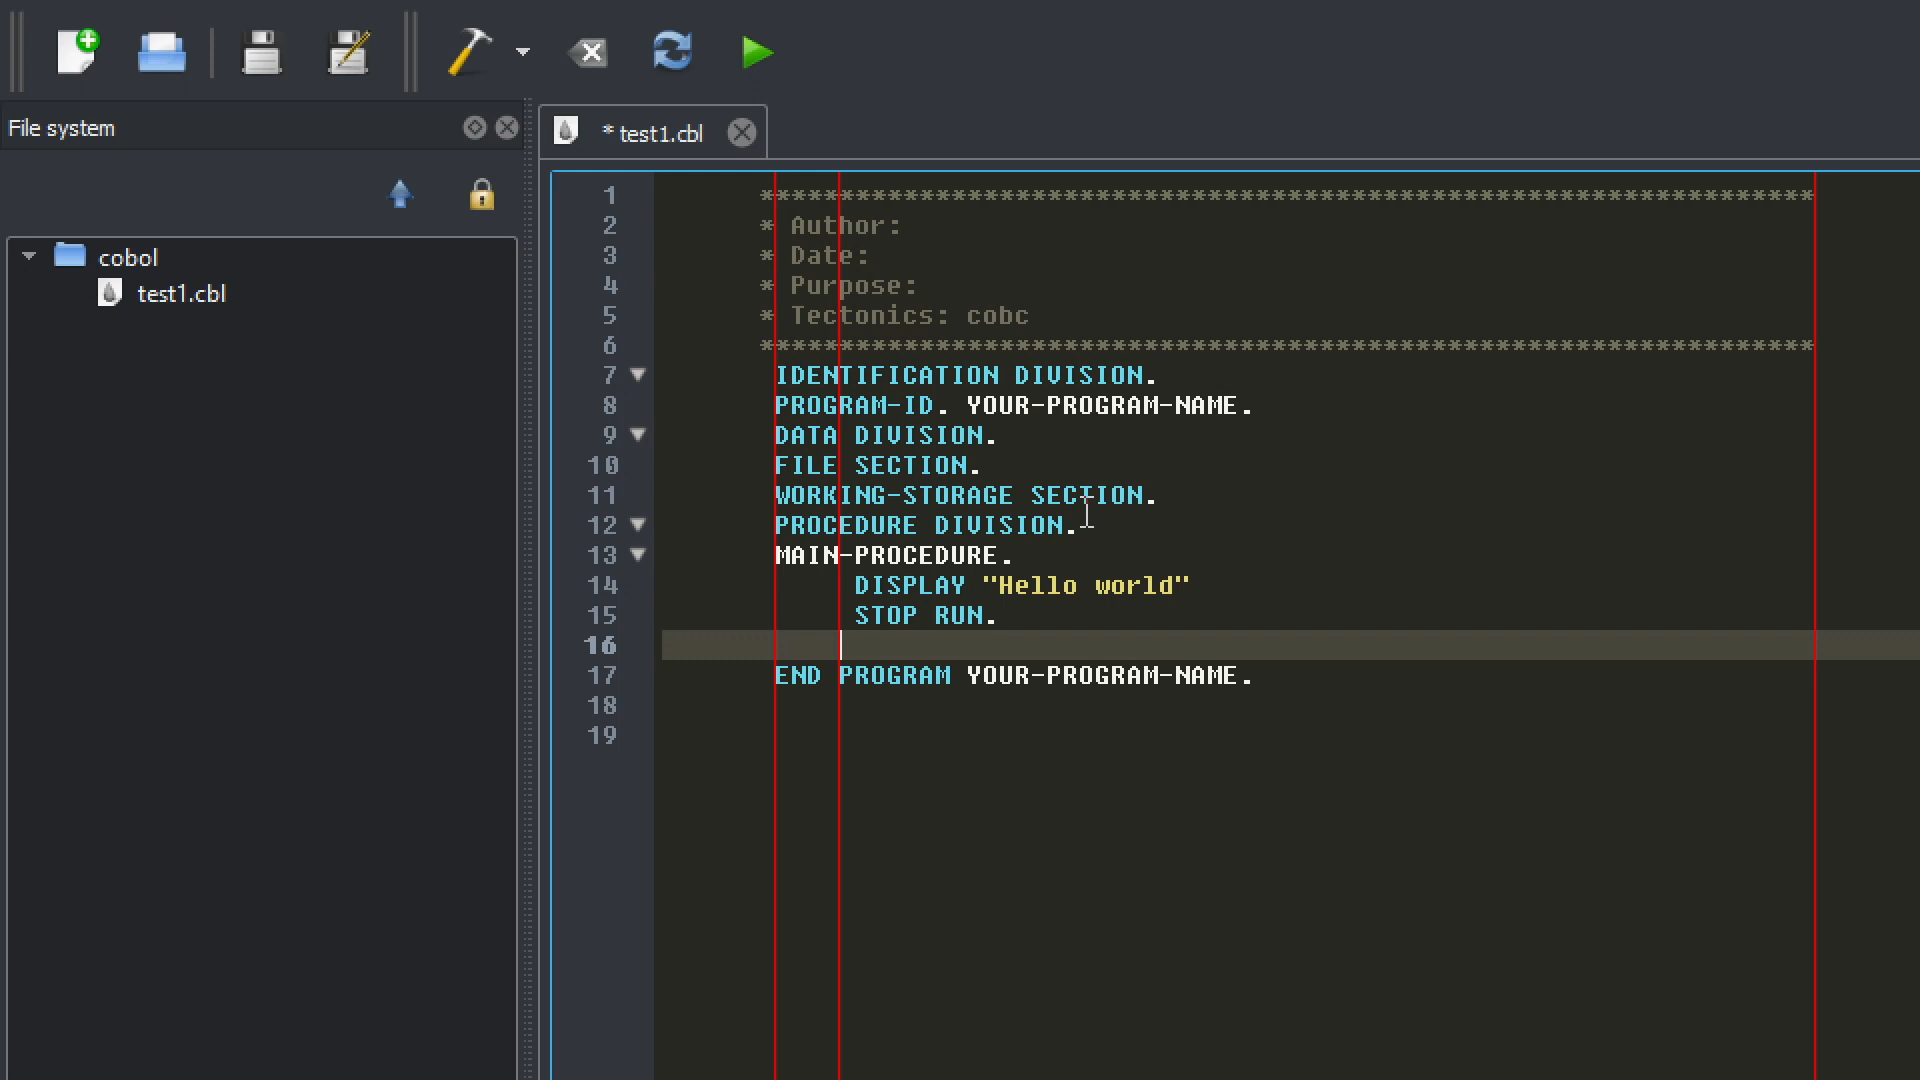 File system
* test1.cbl
cobol
test1.cbl
1 ******************************************************************
2 * Author:
3 * Date:
4 * Purpose:
5 * Tectonics: cobc
6 ******************************************************************
7 IDENTIFICATION DIVISION.
8 PROGRAM-ID. YOUR-PROGRAM-NAME.
9 DATA DIVISION.
10 FILE SECTION.
11 WORKING-STORAGE SECTION.
12 PROCEDURE DIVISION.
13 MAIN-PROCEDURE.
14 DISPLAY "Hello world"
15 STOP RUN.
16
17 END PROGRAM YOUR-PROGRAM-NAME.
18
19